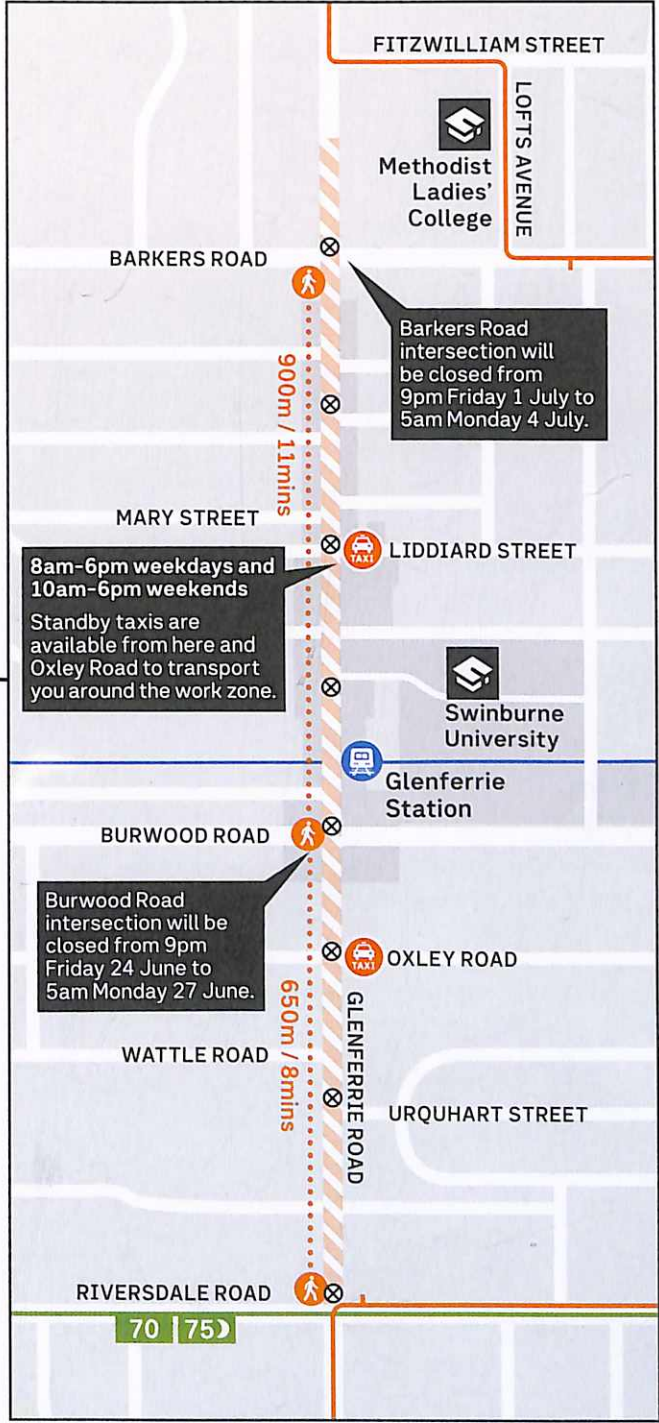 FITZWILLIAM STREET
LOFTS AVENUE
Methodist
Ladies'
College
BARKERS ROAD
Barkers Road
intersection will
be closed from
9pm Friday 1 July to
5am Monday 4 July.
900m / 11mins
MARY STREET
TAXI
LIDDIARD STREET
8am-6pm weekdays and
10am-6pm weekends
Standby taxis are
available from here and
Oxley Road to transport
you around the work zone.
Swinburne
University
Glenferrie
Station
BURWOOD ROAD
Burwood Road
intersection will be
closed from 9pm
Friday 24 June to
5am Monday 27 June.
TAXI
OXLEY ROAD
GLENFERRIE ROAD
650m / 8mins
WATTLE ROAD
URQUHART STREET
RIVERSDALE ROAD
70 | 75